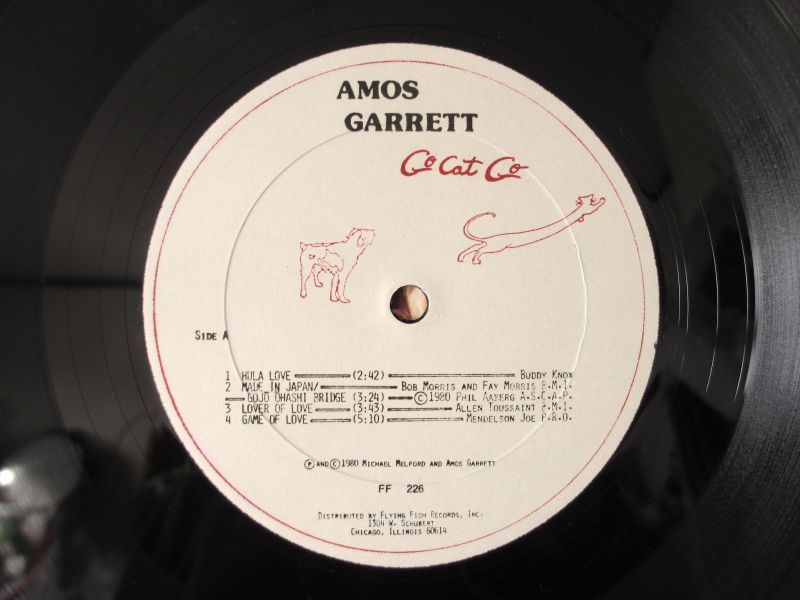 AMOS
GARRETT
Go Cat Go
SIDE A
1 HULA LOVE (2:42) BUDDY KNOX
2 MADE IN JAPAN/ BOB MORRIS AND FAY MORRIS B.M.I.
GOJO OHASHI BRIDGE (3:24) ©1980 PHIL AABERG A.S.C.A.P.
3 LOVER OF LOVE (3:43) ALLEN TOUSSAINT B.M.I.
4 GAME OF LOVE (5:10) MENDELSON JOE P.R.O.
Ⓟ AND © 1980 MICHAEL MELFORD AND AMOS GARRETT
FF 226
DISTRIBUTED BY FLYING FISH RECORDS, INC.
1304 W. SCHUBERT
CHICAGO, ILLINOIS 60614